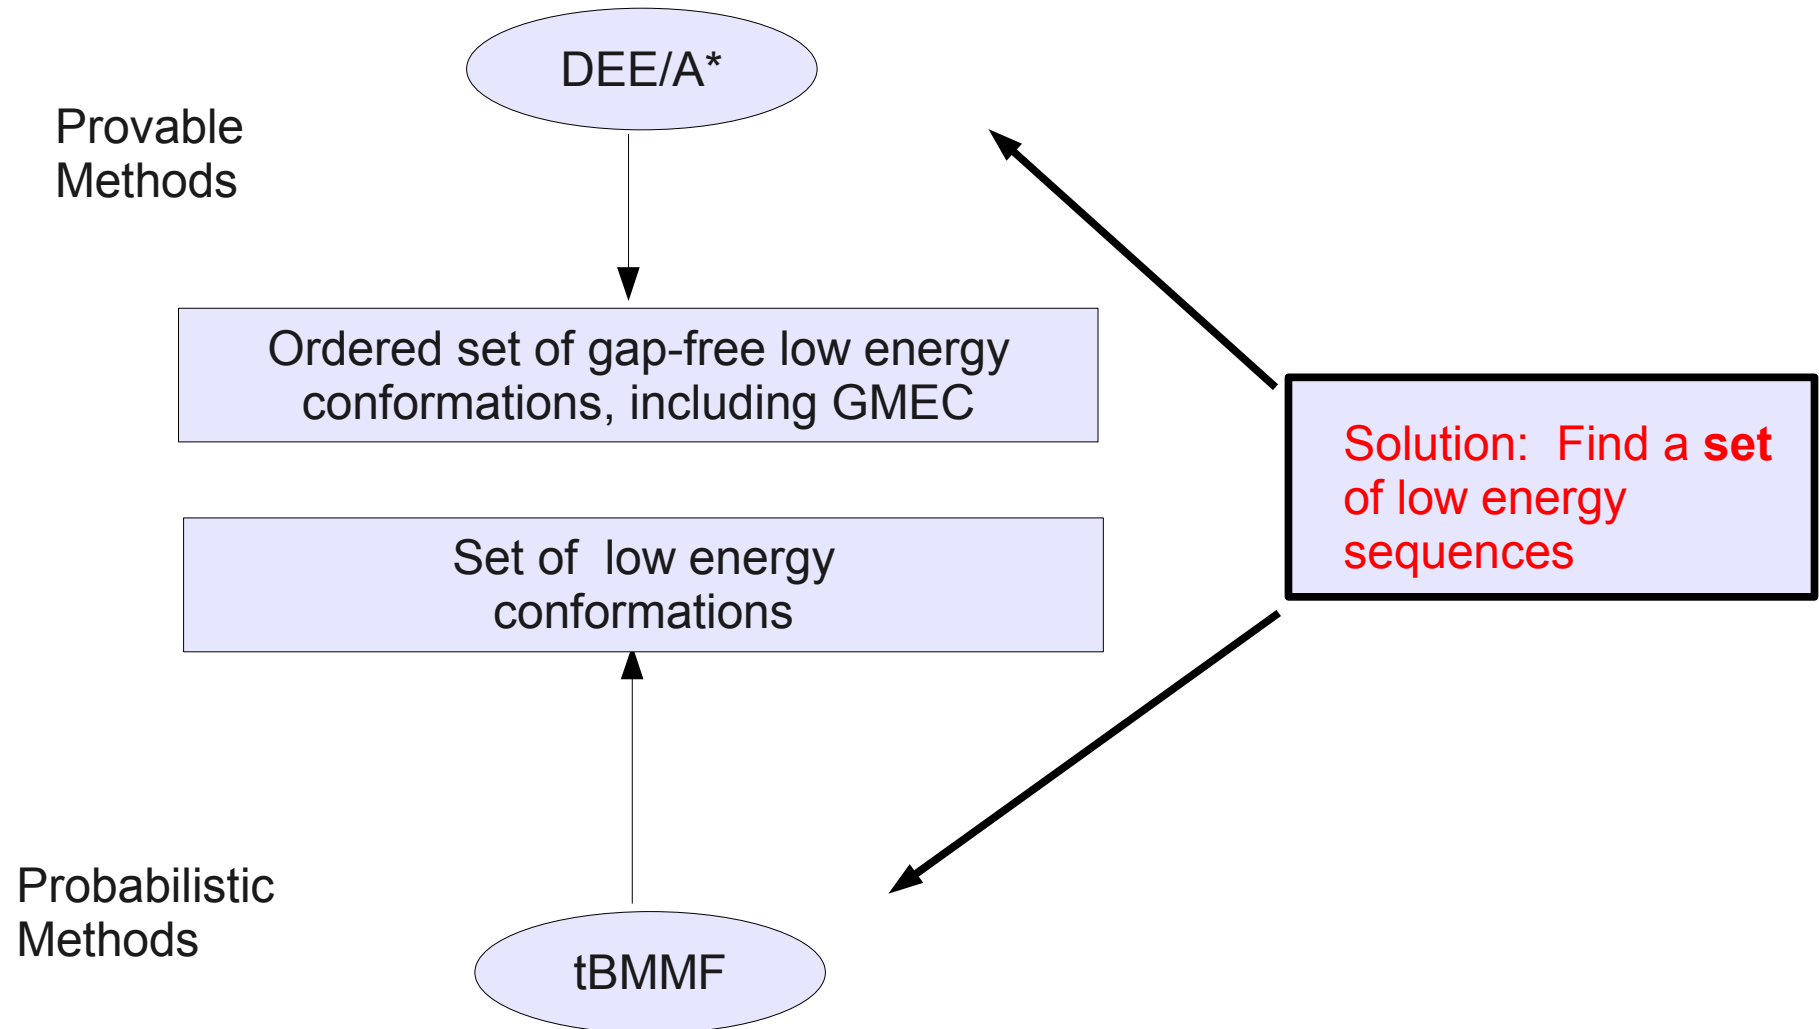 DEE/A*
Provable
Methods
Ordered set of gap-free low energy
conformations, including GMEC
Solution: Find a set
of low energy
sequences
Set of low energy
conformations
Probabilistic
Methods
tBMMF